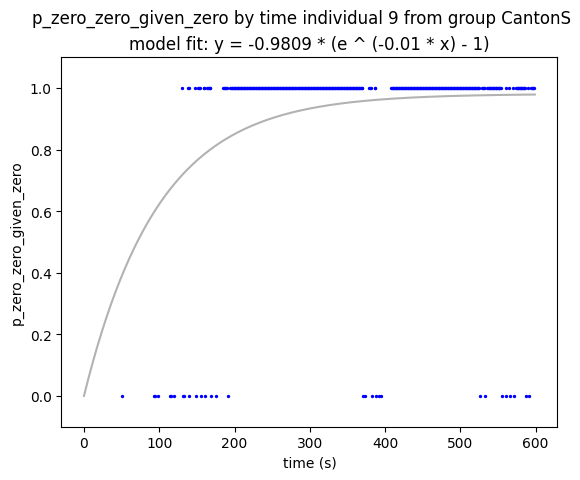 p_zero_zero_given_zero by time individual 9 from group CantonS
model fit: y = -0.9809 * (e ^ (-0.01 * x) - 1)
1.0
0.8
0.6
0.4
0.2
0.0
p_zero_zero_given_zero
0 100 200 300 400 500 600
time (s)